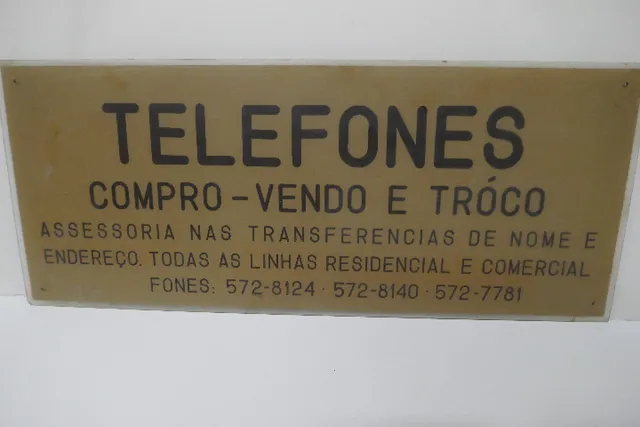 TELEFONES
COMPRO - VENDO E TRÓCO
ASSESSORIA NAS TRANSFERENCIAS DE NOME E
ENDEREÇO. TODAS AS LINHAS RESIDENCIAL E COMERCIAL
FONES: 572-8124 · 572-8140 · 572-7781